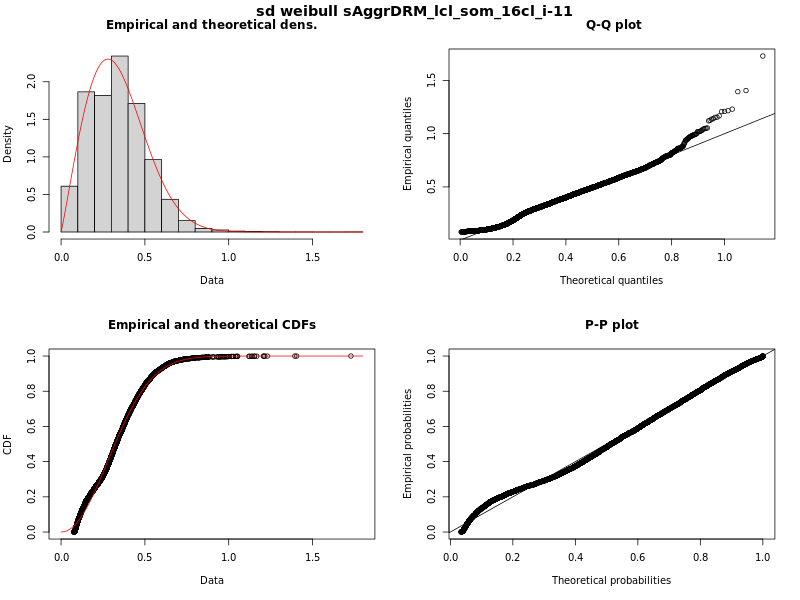 sd weibull sAggrDRM_lcl_som_16cl_i-11
Empirical and theoretical dens.
Density
0.0 0.5 1.0 1.5 2.0
0.0 0.5 1.0 1.5
Data
Q-Q plot
Empirical quantiles
0.5 1.0 1.5
0.0 0.2 0.4 0.6 0.8 1.0
Theoretical quantiles
Empirical and theoretical CDFs
CDF
0.0 0.2 0.4 0.6 0.8 1.0
0.0 0.5 1.0 1.5
Data
P-P plot
Empirical probabilities
0.0 0.2 0.4 0.6 0.8 1.0
0.0 0.2 0.4 0.6 0.8 1.0
Theoretical probabilities